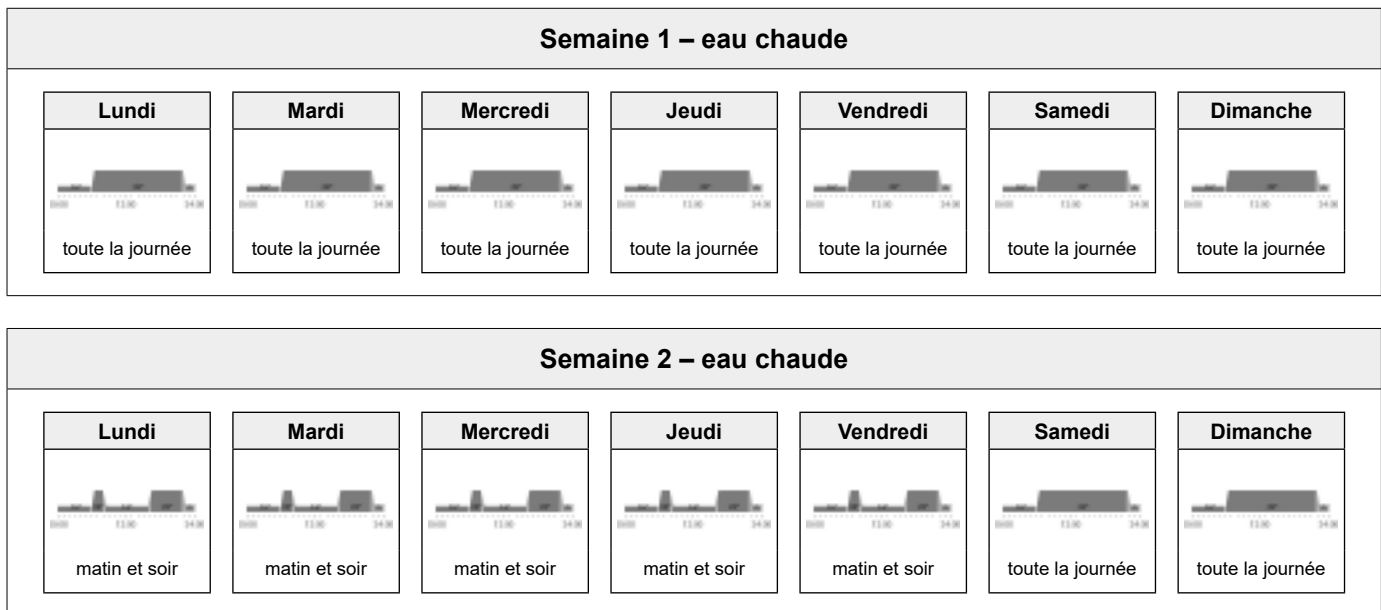 Semaine 1 – eau chaude
Lundi Mardi Mercredi Jeudi Vendredi Samedi Dimanche
toute la journée toute la journée toute la journée toute la journée toute la journée toute la journée toute la journée
Semaine 2 – eau chaude
Lundi Mardi Mercredi Jeudi Vendredi Samedi Dimanche
matin et soir matin et soir matin et soir matin et soir matin et soir toute la journée toute la journée